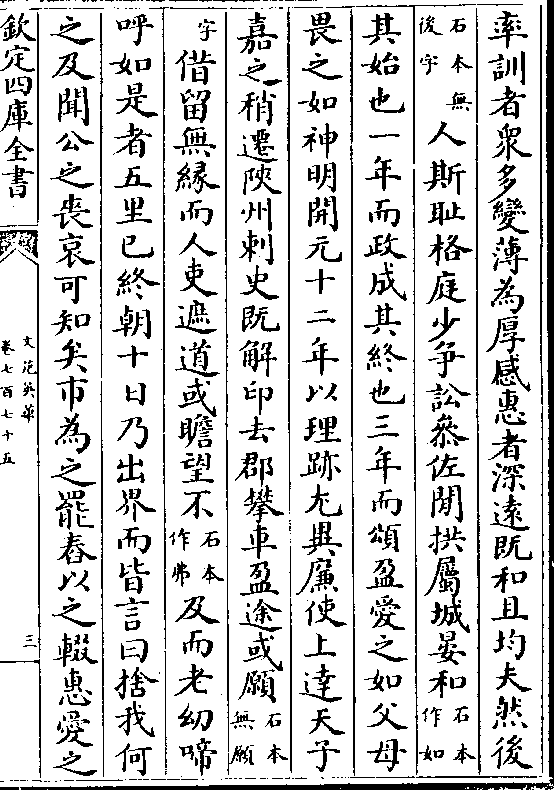 率訓者衆多變薄為厚感惠者深逺既和且均夫然後
石本無後字人斯耻格庭少争訟叅佐閒拱屬城晏和石本作如
其始也一年而政成其終也三年而頌盈愛之如父母
畏之如神明開元十二年以理跡尤異廉使上達天子
嘉之稍遷陜州刺史既解印去郡攀車盈途或願石本無願
字借留無縁而人吏遮道或瞻望不石本作弗及而老幼啼
呼如是者五里已終朝十日乃出界而皆言曰捨我何
之及聞公之喪哀可知矣市為之罷舂以之輟惠愛之
欽定四庫全書
文苑英華
卷七百七十五
三